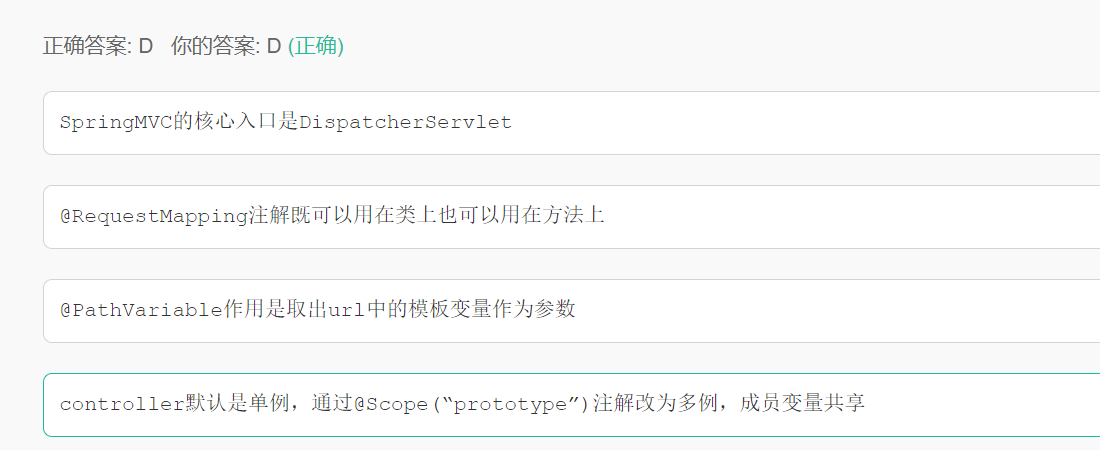 正确答案: D 你的答案: D (正确)
SpringMVC的核心入口是DispatcherServlet
@RequestMapping注解既可以用在类上也可以用在方法上
@PathVariable作用是取出url中的模板变量作为参数
controller默认是单例，通过@Scope(“prototype”)注解改为多例，成员变量共享